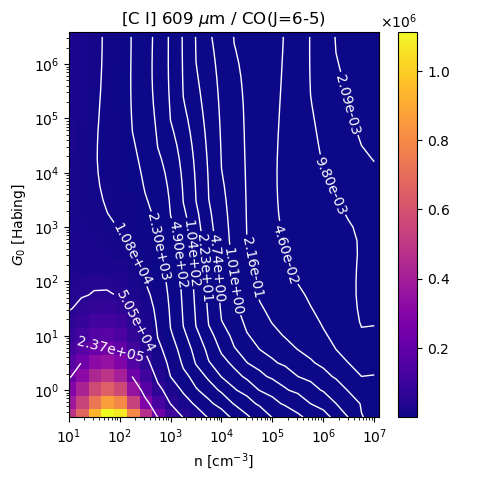 [C I] 609 μm / CO(J=6-5)
×10⁶
10⁶
10⁵
10⁴
10³
10²
10¹
10⁰
G₀ [Habing]
2.09e-03
9.80e-03
4.60e-02
2.16e-01
1.01e+00
4.74e+00
2.23e+01
1.04e+02
4.90e+02
2.30e+03
1.08e+04
5.05e+04
2.37e+05
10¹ 10² 10³ 10⁴ 10⁵ 10⁶ 10⁷
n [cm⁻³]
1.0
0.8
0.6
0.4
0.2